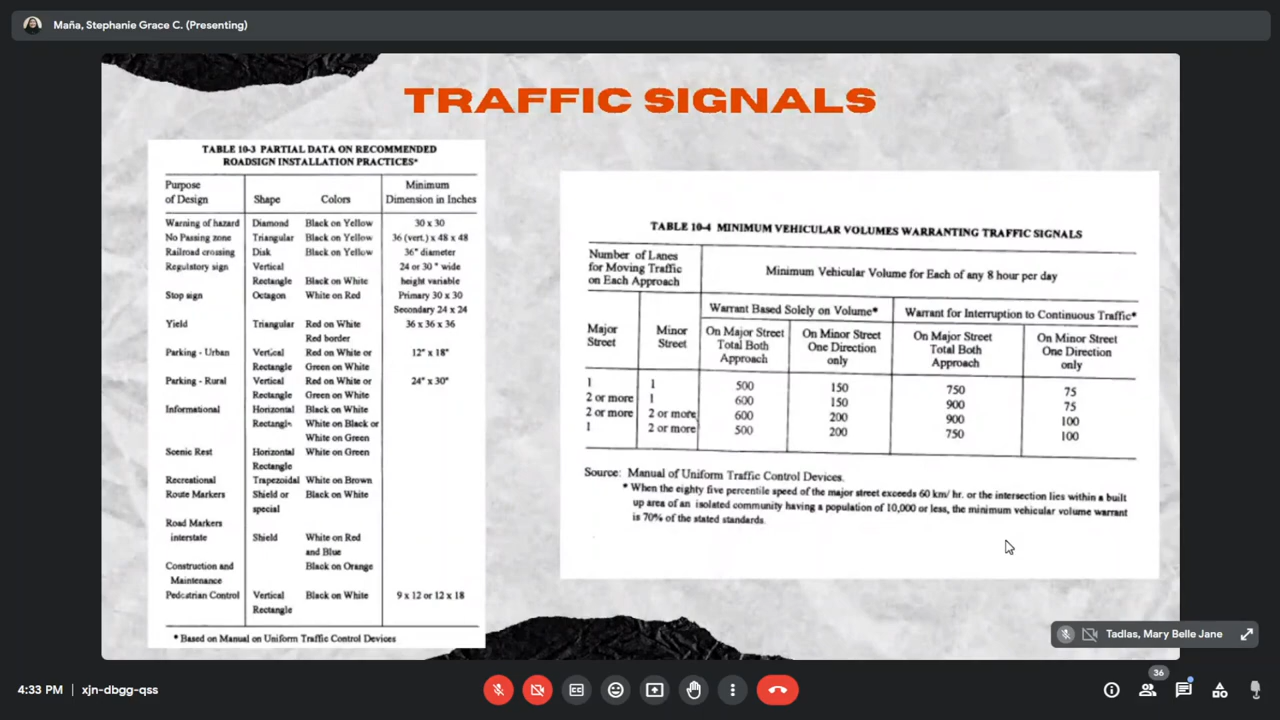 Maña, Stephanie Grace C. (Presenting)
TRAFFIC SIGNALS
TABLE 10-3 PARTIAL DATA ON RECOMMENDED
ROADSIGN INSTALLATION PRACTICES*
Purpose of Design Shape Colors Minimum Dimension in Inches
Warning of hazard Diamond Black on Yellow 30 x 30
No Passing zone Triangular Black on Yellow 36 (vert.) x 48 x 48
Railroad crossing Disk Black on Yellow 36" diameter
Regulstory sign Vertical 24 or 30" wide
Rectangle Black on White height variable
Stop sign Octagon White on Red Primary 30 x 30
Secondary 24 x 24
Yield Triangular Red on White 36 x 36 x 36
Red border
Parking - Urban Vertical Red on White or 12" x 18"
Rectangle Green on White
Parking - Rural Vertical Red on White or 24" x 30"
Rectangle Green on White
Informational Horizontal Black on White
Rectangle White on Black or
White on Green
Scenic Rest Horizontal White on Green
Rectangle
Recreational Trapezoidal White on Brown
Route Markers Shield or Black on White
special
Road Markers
interstate Shield White on Red
and Blue
Construction and Black on Orange
Maintenance
Pedestrian Control Vertical Black on White 9 x 12 or 12 x 18
Rectangle
* Based on Manual on Uniform Traffic Control Devices
TABLE 10-4 MINIMUM VEHICULAR VOLUMES WARRANTING TRAFFIC SIGNALS
Number of Lanes
for Moving Traffic
on Each Approach
Minimum Vehicular Volume for Each of any 8 hour per day
Warrant Based Solely on Volume* Warrant for Interruption to Continuous Traffic*
Major Street
Minor Street
On Major Street Total Both Approach
On Minor Street One Direction only
On Major Street Total Both Approach
On Minor Street One Direction only
1 1 500 150 750 75
2 or more 1 600 150 900 75
2 or more 2 or more 600 200 900 100
1 2 or more 500 200 750 100
Source: Manual of Uniform Traffic Control Devices.
* When the eighty five percentile speed of the major street exceeds 60 km/ hr. or the intersection lies within a built
up area of an isolated community having a population of 10,000 or less, the minimum vehicular volume warrant
is 70% of the stated standards.
Tadlas, Mary Belle Jane
4:33 PM | xjn-dbgg-qss
36